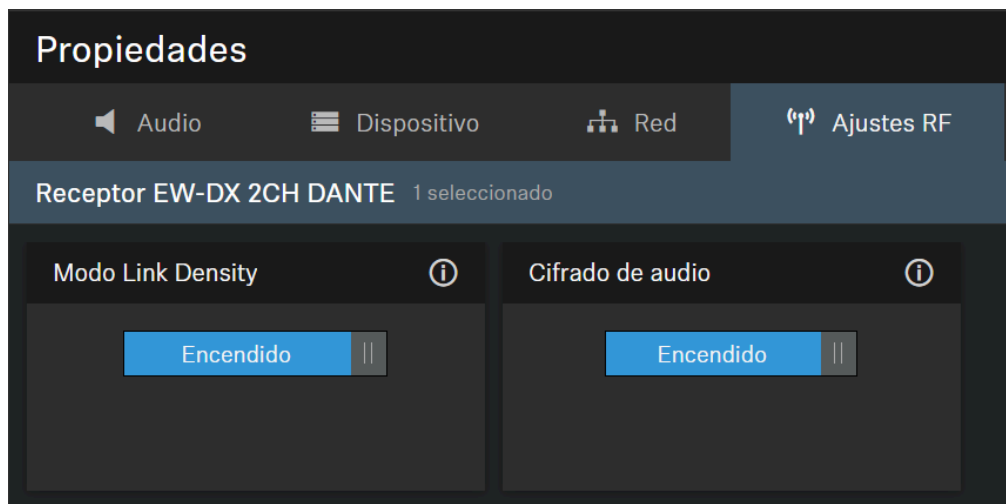 Propiedades
Audio Dispositivo Red Ajustes RF
Receptor EW-DX 2CH DANTE 1 seleccionado
Modo Link Density Cifrado de audio
Encendido Encendido